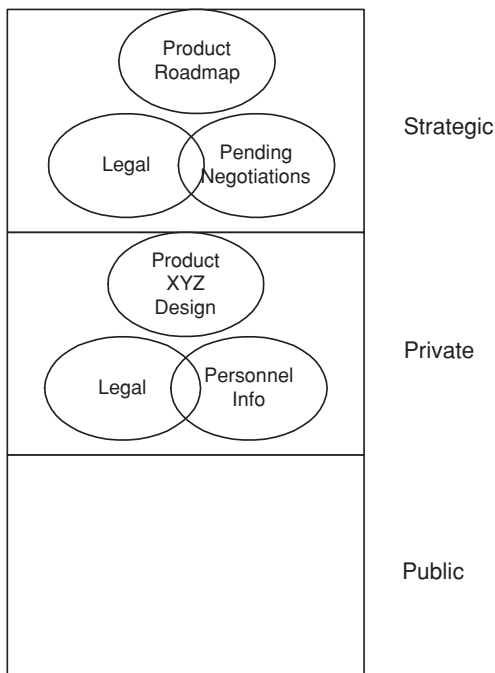 Product
Roadmap
Strategic
Legal
Pending
Negotiations
Product
XYZ
Design
Private
Legal
Personnel
Info
Public